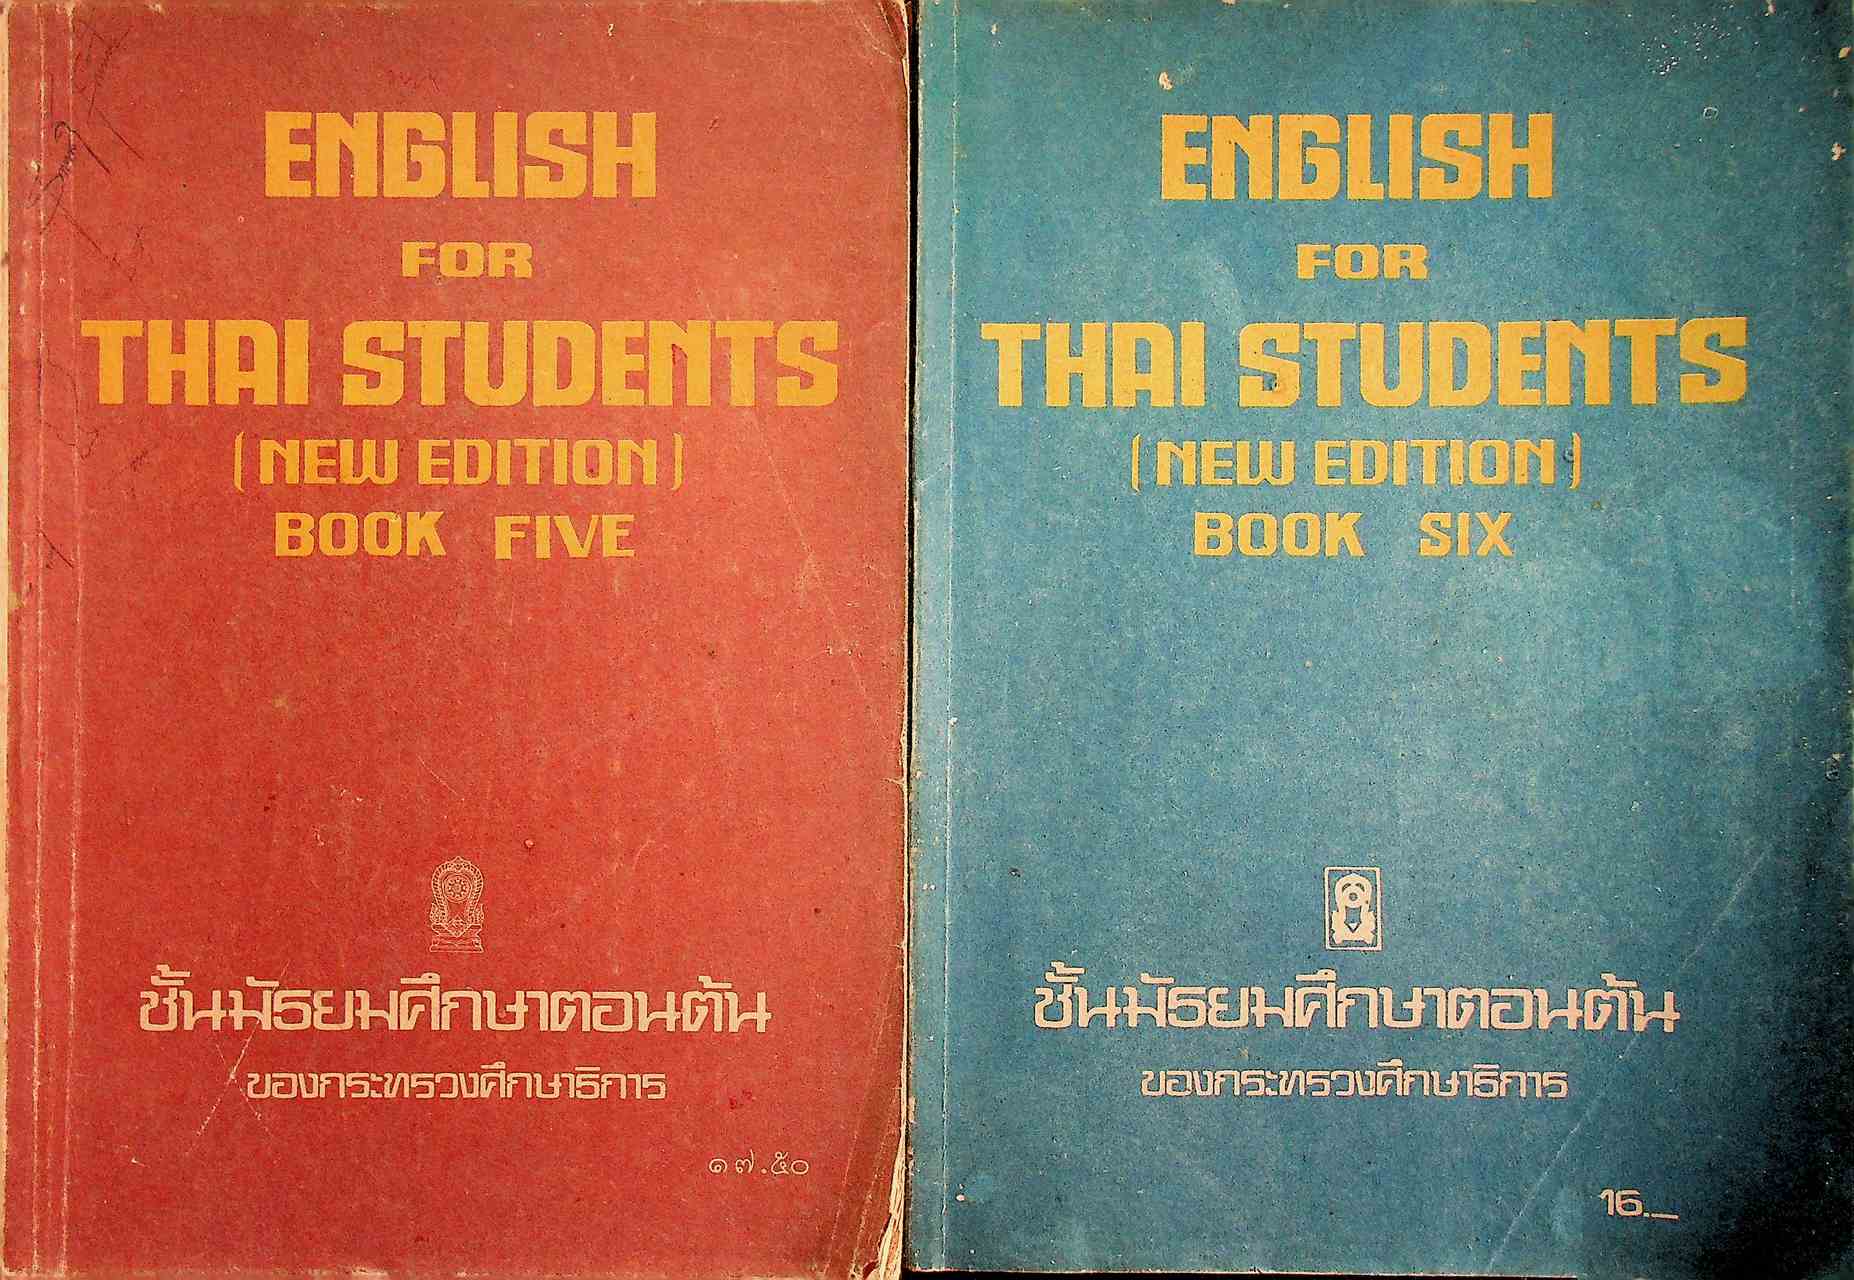 ENGLISH
FOR
THAI STUDENTS
(NEW EDITION)
BOOK FIVE
ชั้นมัธยมศึกษาตอนต้น
ของกระทรวงศึกษาธิการ
๑๗.๕๐
ENGLISH
FOR
THAI STUDENTS
(NEW EDITION)
BOOK SIX
ชั้นมัธยมศึกษาตอนต้น
ของกระทรวงศึกษาธิการ
16._